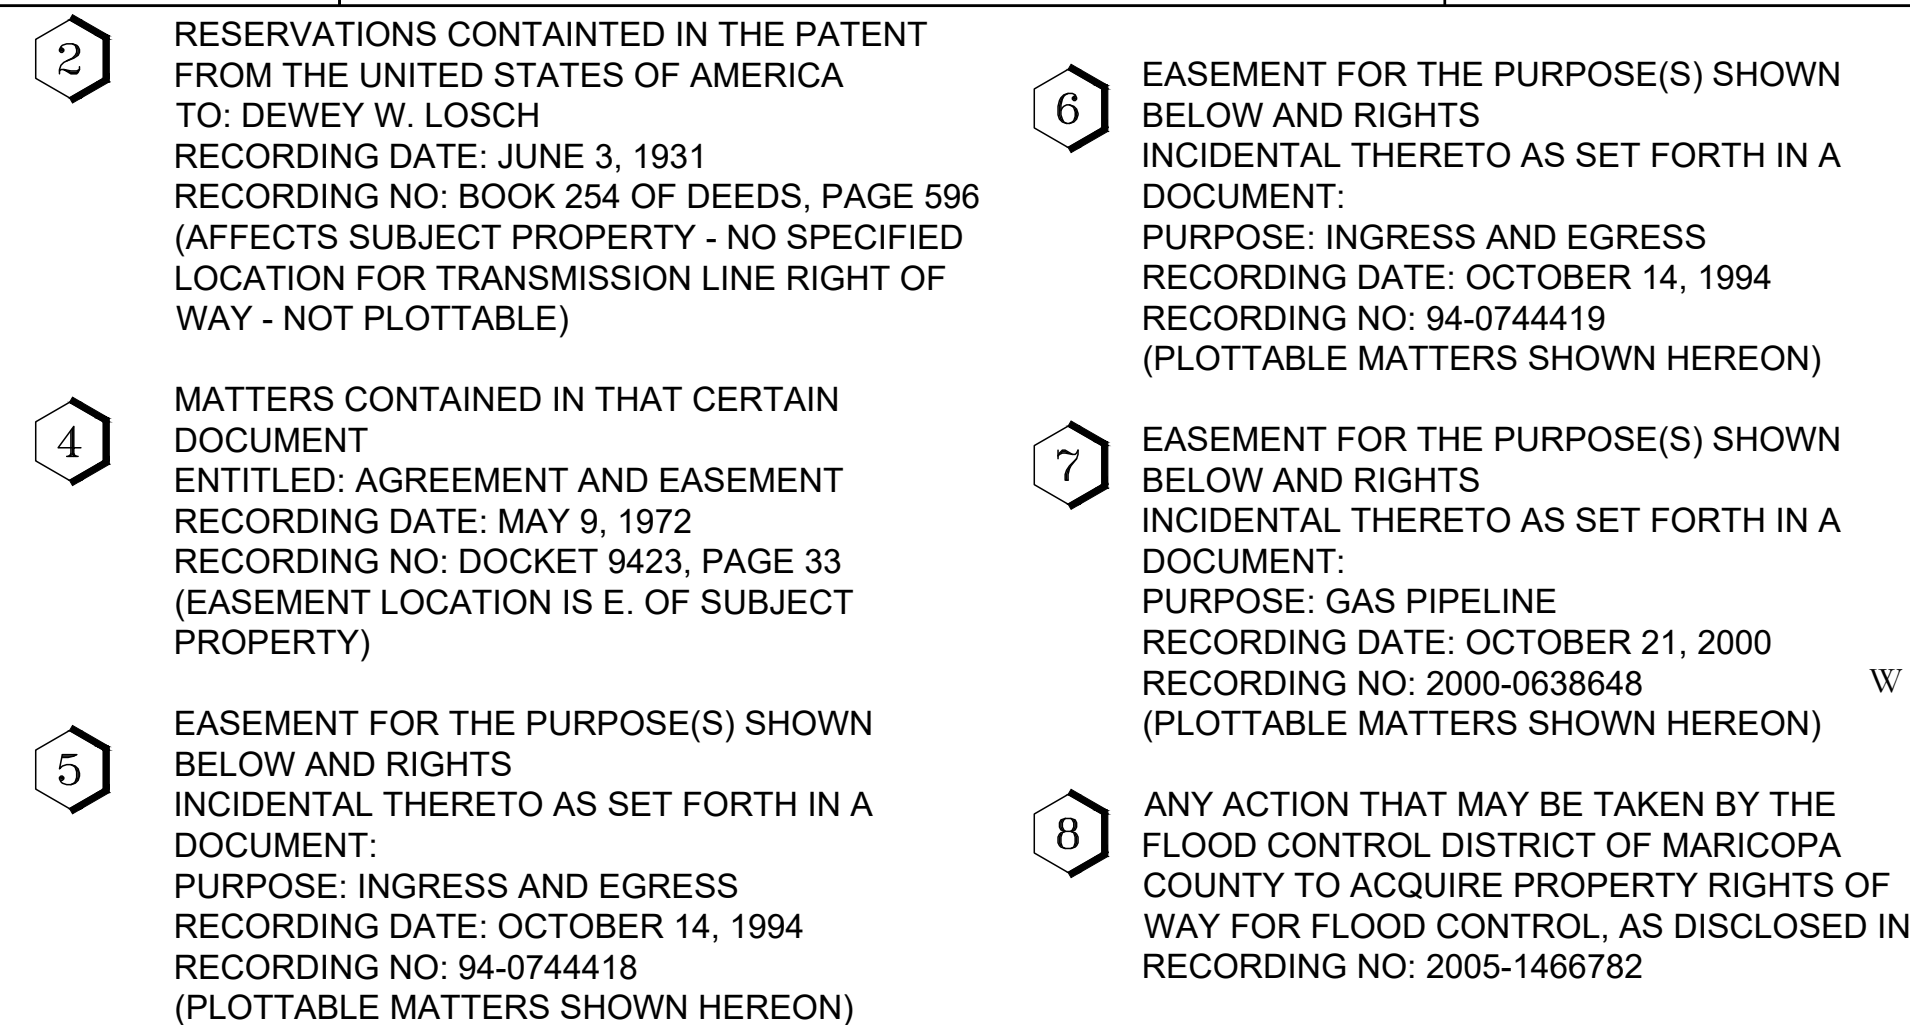 2
RESERVATIONS CONTAINTED IN THE PATENT
FROM THE UNITED STATES OF AMERICA
TO: DEWEY W. LOSCH
RECORDING DATE: JUNE 3, 1931
RECORDING NO: BOOK 254 OF DEEDS, PAGE 596
(AFFECTS SUBJECT PROPERTY - NO SPECIFIED
LOCATION FOR TRANSMISSION LINE RIGHT OF
WAY - NOT PLOTTABLE)
4
MATTERS CONTAINED IN THAT CERTAIN
DOCUMENT
ENTITLED: AGREEMENT AND EASEMENT
RECORDING DATE: MAY 9, 1972
RECORDING NO: DOCKET 9423, PAGE 33
(EASEMENT LOCATION IS E. OF SUBJECT
PROPERTY)
5
EASEMENT FOR THE PURPOSE(S) SHOWN
BELOW AND RIGHTS
INCIDENTAL THERETO AS SET FORTH IN A
DOCUMENT:
PURPOSE: INGRESS AND EGRESS
RECORDING DATE: OCTOBER 14, 1994
RECORDING NO: 94-0744418
(PLOTTABLE MATTERS SHOWN HEREON)
6
EASEMENT FOR THE PURPOSE(S) SHOWN
BELOW AND RIGHTS
INCIDENTAL THERETO AS SET FORTH IN A
DOCUMENT:
PURPOSE: INGRESS AND EGRESS
RECORDING DATE: OCTOBER 14, 1994
RECORDING NO: 94-0744419
(PLOTTABLE MATTERS SHOWN HEREON)
7
EASEMENT FOR THE PURPOSE(S) SHOWN
BELOW AND RIGHTS
INCIDENTAL THERETO AS SET FORTH IN A
DOCUMENT:
PURPOSE: GAS PIPELINE
RECORDING DATE: OCTOBER 21, 2000
RECORDING NO: 2000-0638648
(PLOTTABLE MATTERS SHOWN HEREON)
W
8
ANY ACTION THAT MAY BE TAKEN BY THE
FLOOD CONTROL DISTRICT OF MARICOPA
COUNTY TO ACQUIRE PROPERTY RIGHTS OF
WAY FOR FLOOD CONTROL, AS DISCLOSED IN
RECORDING NO: 2005-1466782